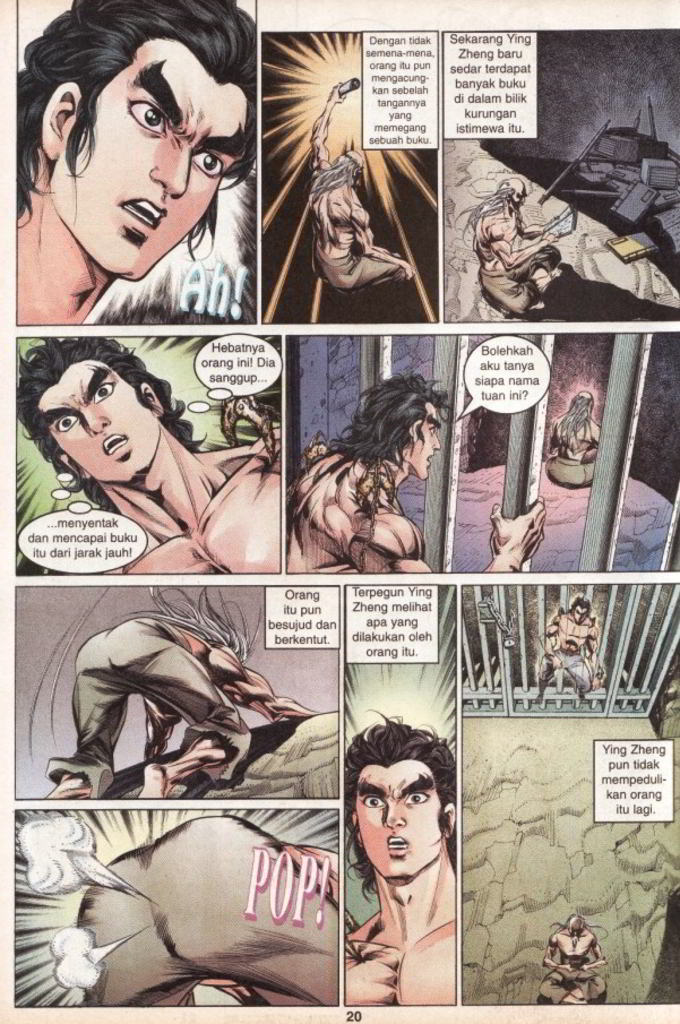 Ah!
Dengan tidak
semena-mena,
orang itu pun
mengacung-
kan sebelah
tangannya
yang
memegang
sebuah buku.
Sekarang Ying
Zheng baru
sedar terdapat
banyak buku
di dalam bilik
kurungan
istimewa itu.
Hebatnya
orang ini! Dia
sanggup...
...menyentak
dan mencapai buku
itu dari jarak jauh!
Bolehkah
aku tanya
siapa nama
tuan ini?
Orang
itu pun
besujud dan
berkentut.
POP!
Terpegun Ying
Zheng melihat
apa yang
dilakukan oleh
orang itu.
Ying Zheng
pun tidak
mempeduli-
kan orang
itu lagi.
20